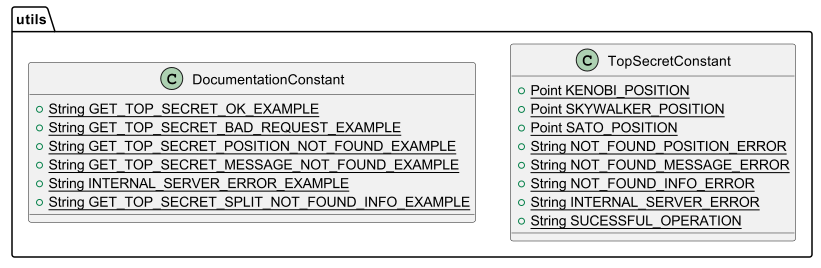 utils
C DocumentationConstant
String GET_TOP_SECRET_OK_EXAMPLE
String GET_TOP_SECRET_BAD_REQUEST_EXAMPLE
String GET_TOP_SECRET_POSITION_NOT_FOUND_EXAMPLE
String GET_TOP_SECRET_MESSAGE_NOT_FOUND_EXAMPLE
String INTERNAL_SERVER_ERROR_EXAMPLE
String GET_TOP_SECRET_SPLIT_NOT_FOUND_INFO_EXAMPLE
C TopSecretConstant
Point KENOBI_POSITION
Point SKYWALKER_POSITION
Point SATO_POSITION
String NOT_FOUND_POSITION_ERROR
String NOT_FOUND_MESSAGE_ERROR
String NOT_FOUND_INFO_ERROR
String INTERNAL_SERVER_ERROR
String SUCESSFUL_OPERATION